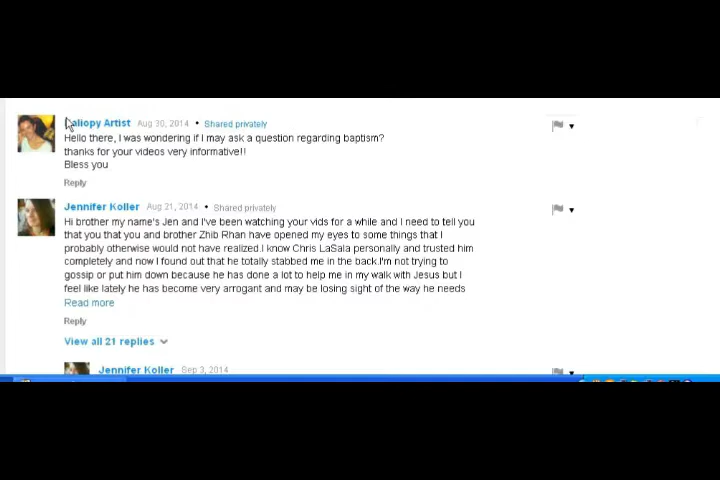 aliopy Artist Aug 30, 2014 • Shared privately
Hello there, I was wondering if I may ask a question regarding baptism?
thanks for your videos very informative!!
Bless you
Reply
Jennifer Koller Aug 21, 2014 • Shared privately
Hi brother my name's Jen and I've been watching your vids for a while and I need to tell you
that you that you and brother Zhib Rhan have opened my eyes to some things that I
probably otherwise would not have realized.I know Chris LaSala personally and trusted him
completely and now I found out that he totally stabbed me in the back.I'm not trying to
gossip or put him down because he has done a lot to help me in my walk with Jesus but I
feel like lately he has become very arrogant and may be losing sight of the way he needs
Read more
Reply
View all 21 replies
Jennifer Koller Sep 3, 2014